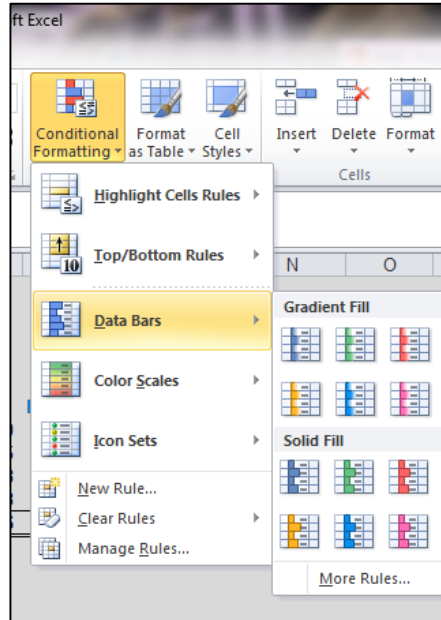 ft Excel
Conditional Formatting
Format as Table
Cell Styles
Insert
Delete
Format
Cells
Highlight Cells Rules
Top/Bottom Rules
10
N
O
Data Bars
Gradient Fill
Color Scales
Icon Sets
Solid Fill
New Rule...
Clear Rules
Manage Rules...
More Rules...